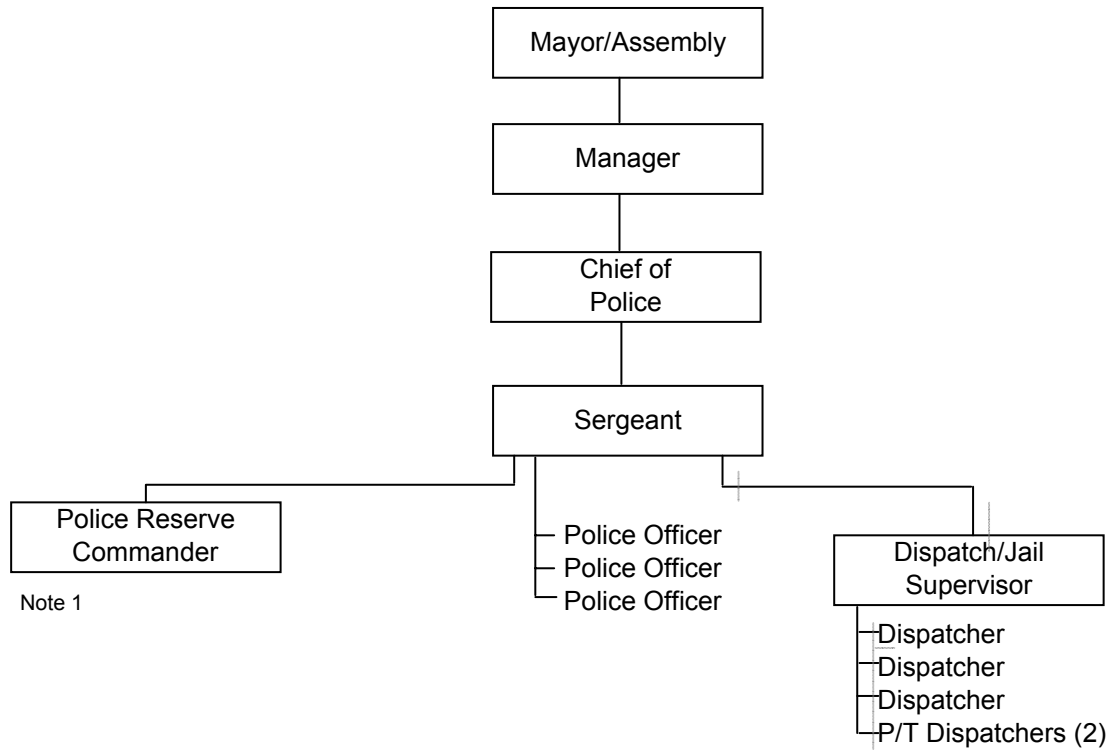 Mayor/Assembly
Manager
Chief of
Police
Sergeant
Police Reserve
Commander
Note 1
Police Officer
Police Officer
Police Officer
Dispatch/Jail
Supervisor
Dispatcher
Dispatcher
Dispatcher
P/T Dispatchers (2)